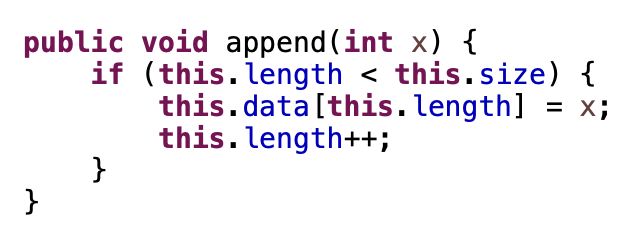 public void append(int x) {
    if (this.length < this.size) {
        this.data[this.length] = x;
        this.length++;
    }
}